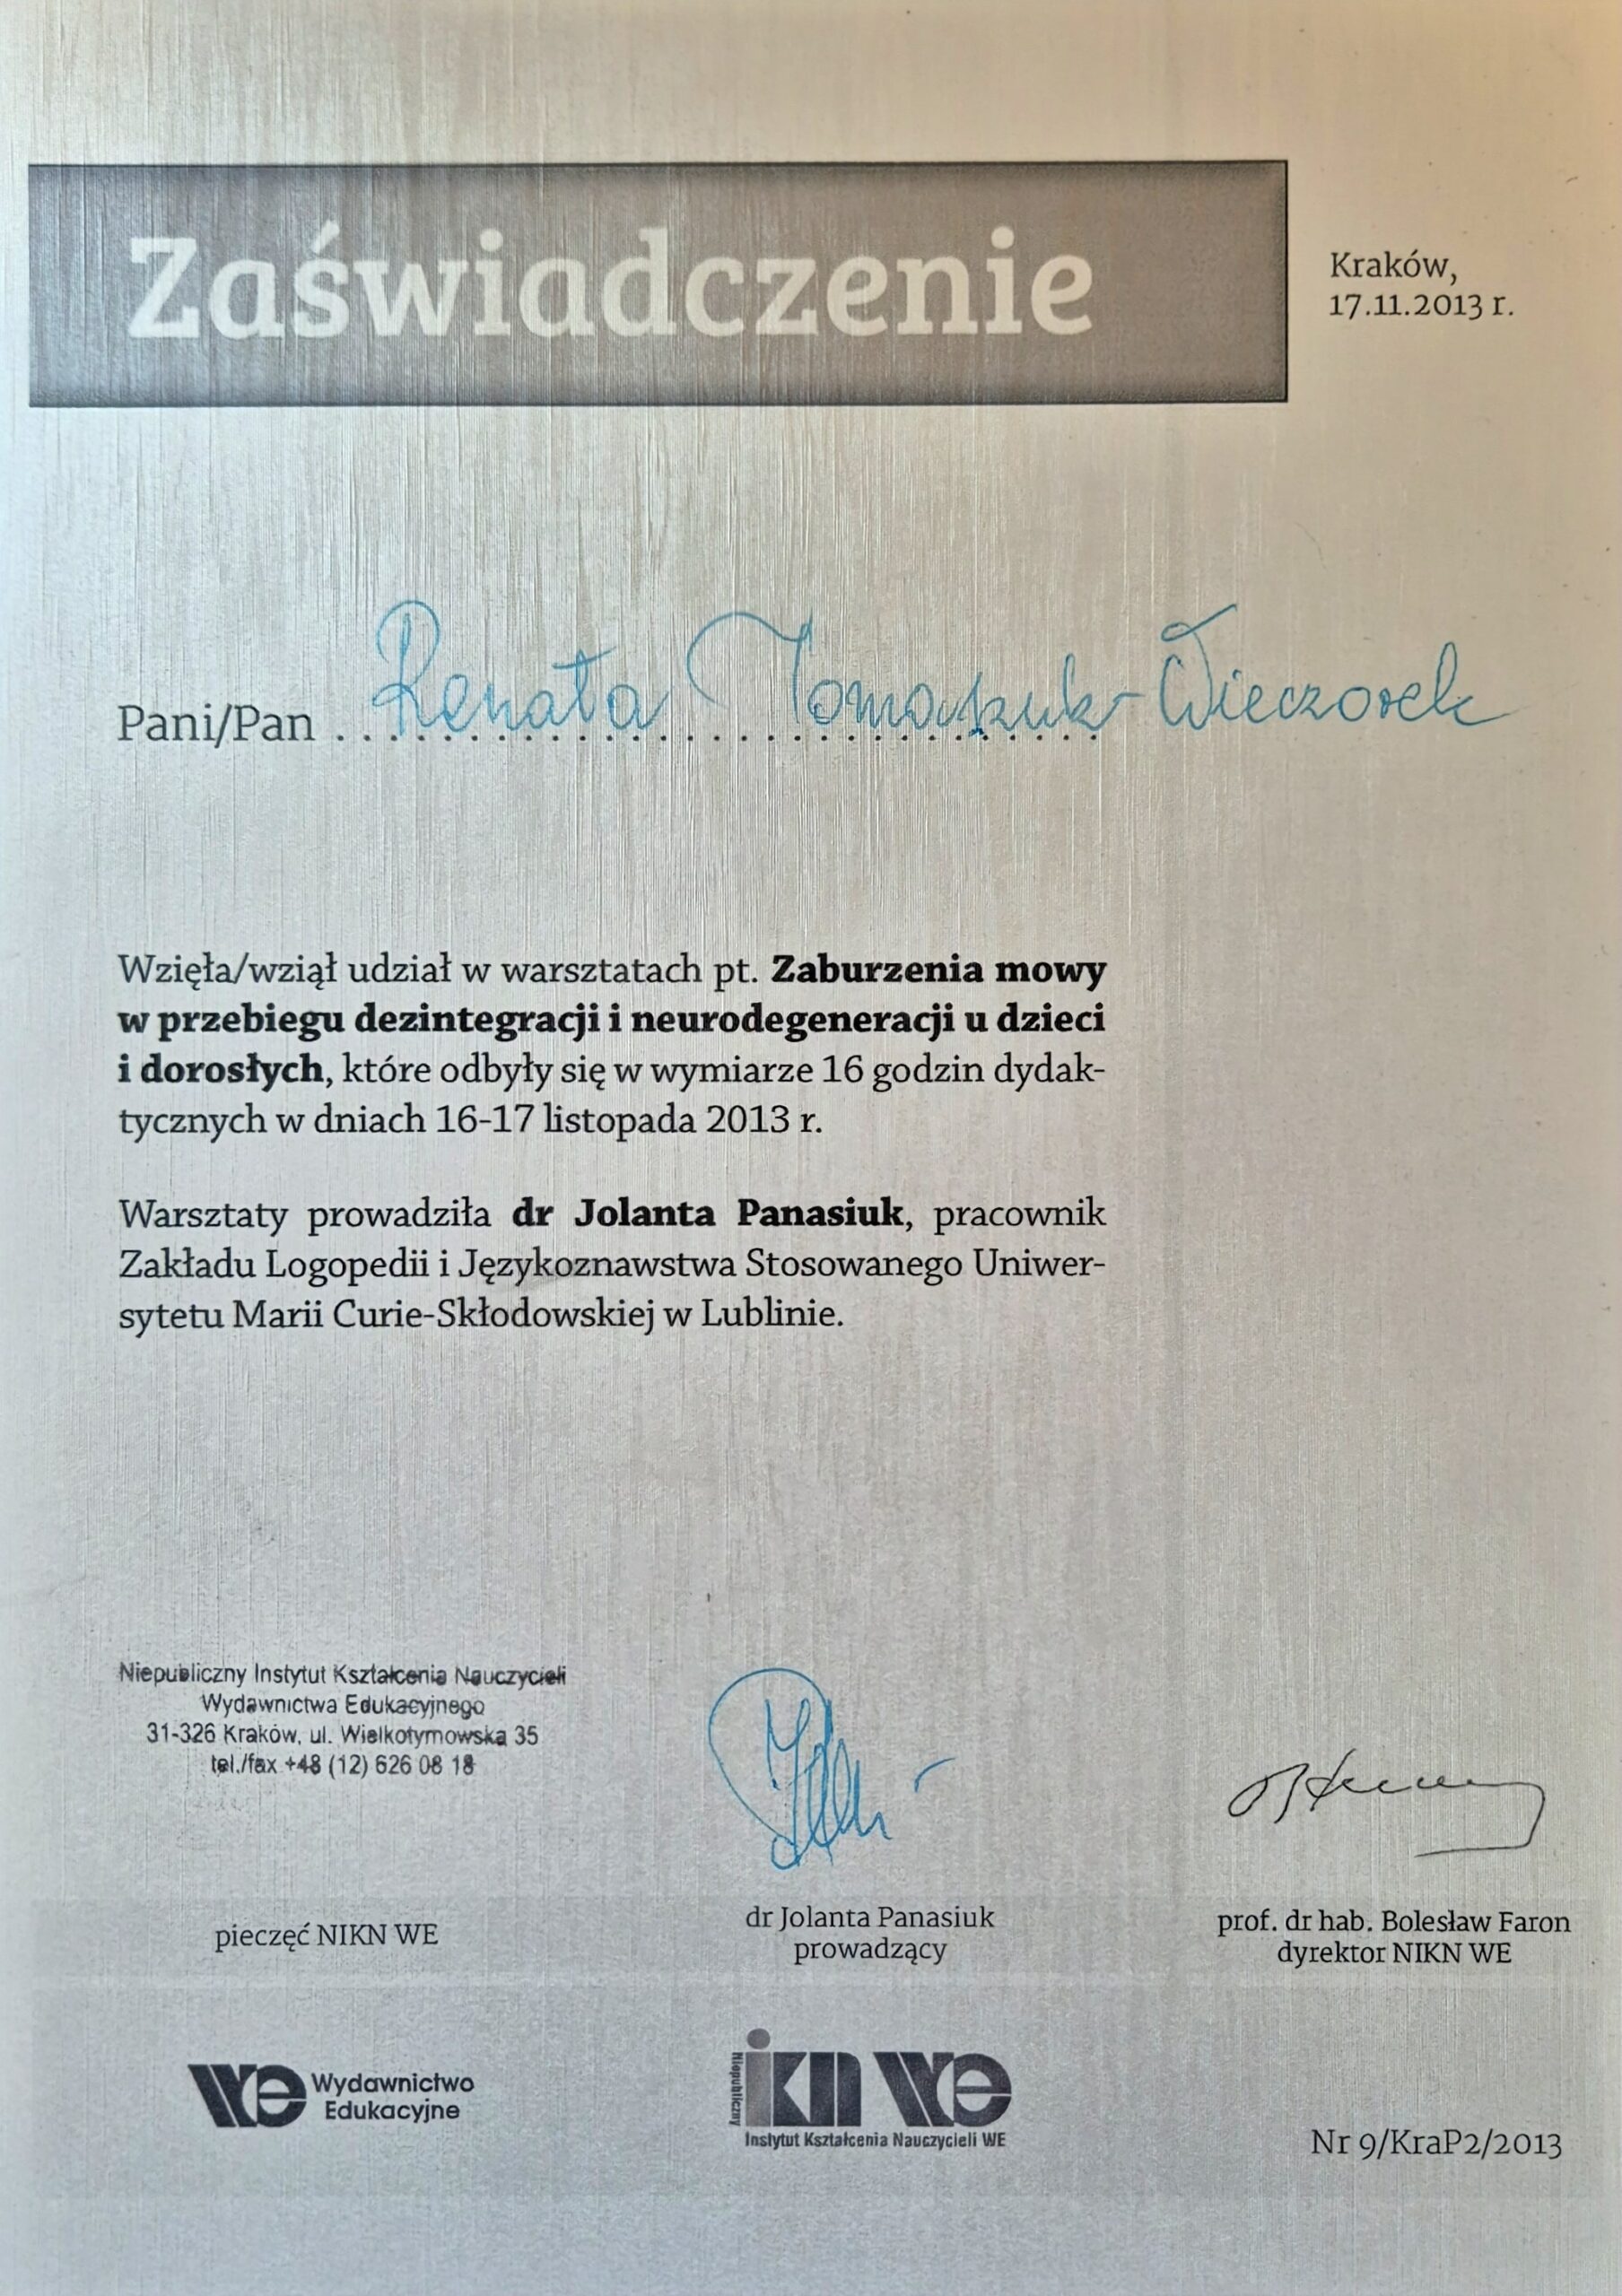 Zaświadczenie
Kraków,
17.11.2013 r.
Pani/Pan Renata Tomaszuk-Wieczorek
Wzięła/wziął udział w warsztatach pt. Zaburzenia mowy
w przebiegu dezintegracji i neurodegeneracji u dzieci
i dorosłych, które odbyły się w wymiarze 16 godzin dydak-
tycznych w dniach 16-17 listopada 2013 r.
Warsztaty prowadziła dr Jolanta Panasiuk, pracownik
Zakładu Logopedii i Językoznawstwa Stosowanego Uniwer-
sytetu Marii Curie-Skłodowskiej w Lublinie.
Niepubliczny Instytut Kształcenia Nauczycieli
Wydawnictwa Edukacyjnego
31-326 Kraków, ul. Wielkotyrnowska 35
tel./fax +48 (12) 626 08 18
pieczęć NIKN WE
dr Jolanta Panasiuk
prowadzący
prof. dr hab. Bolesław Faron
dyrektor NIKN WE
WE Wydawnictwo
Edukacyjne
Niepubliczny
iKN WE
Instytut Kształcenia Nauczycieli WE
Nr 9/KraP2/2013